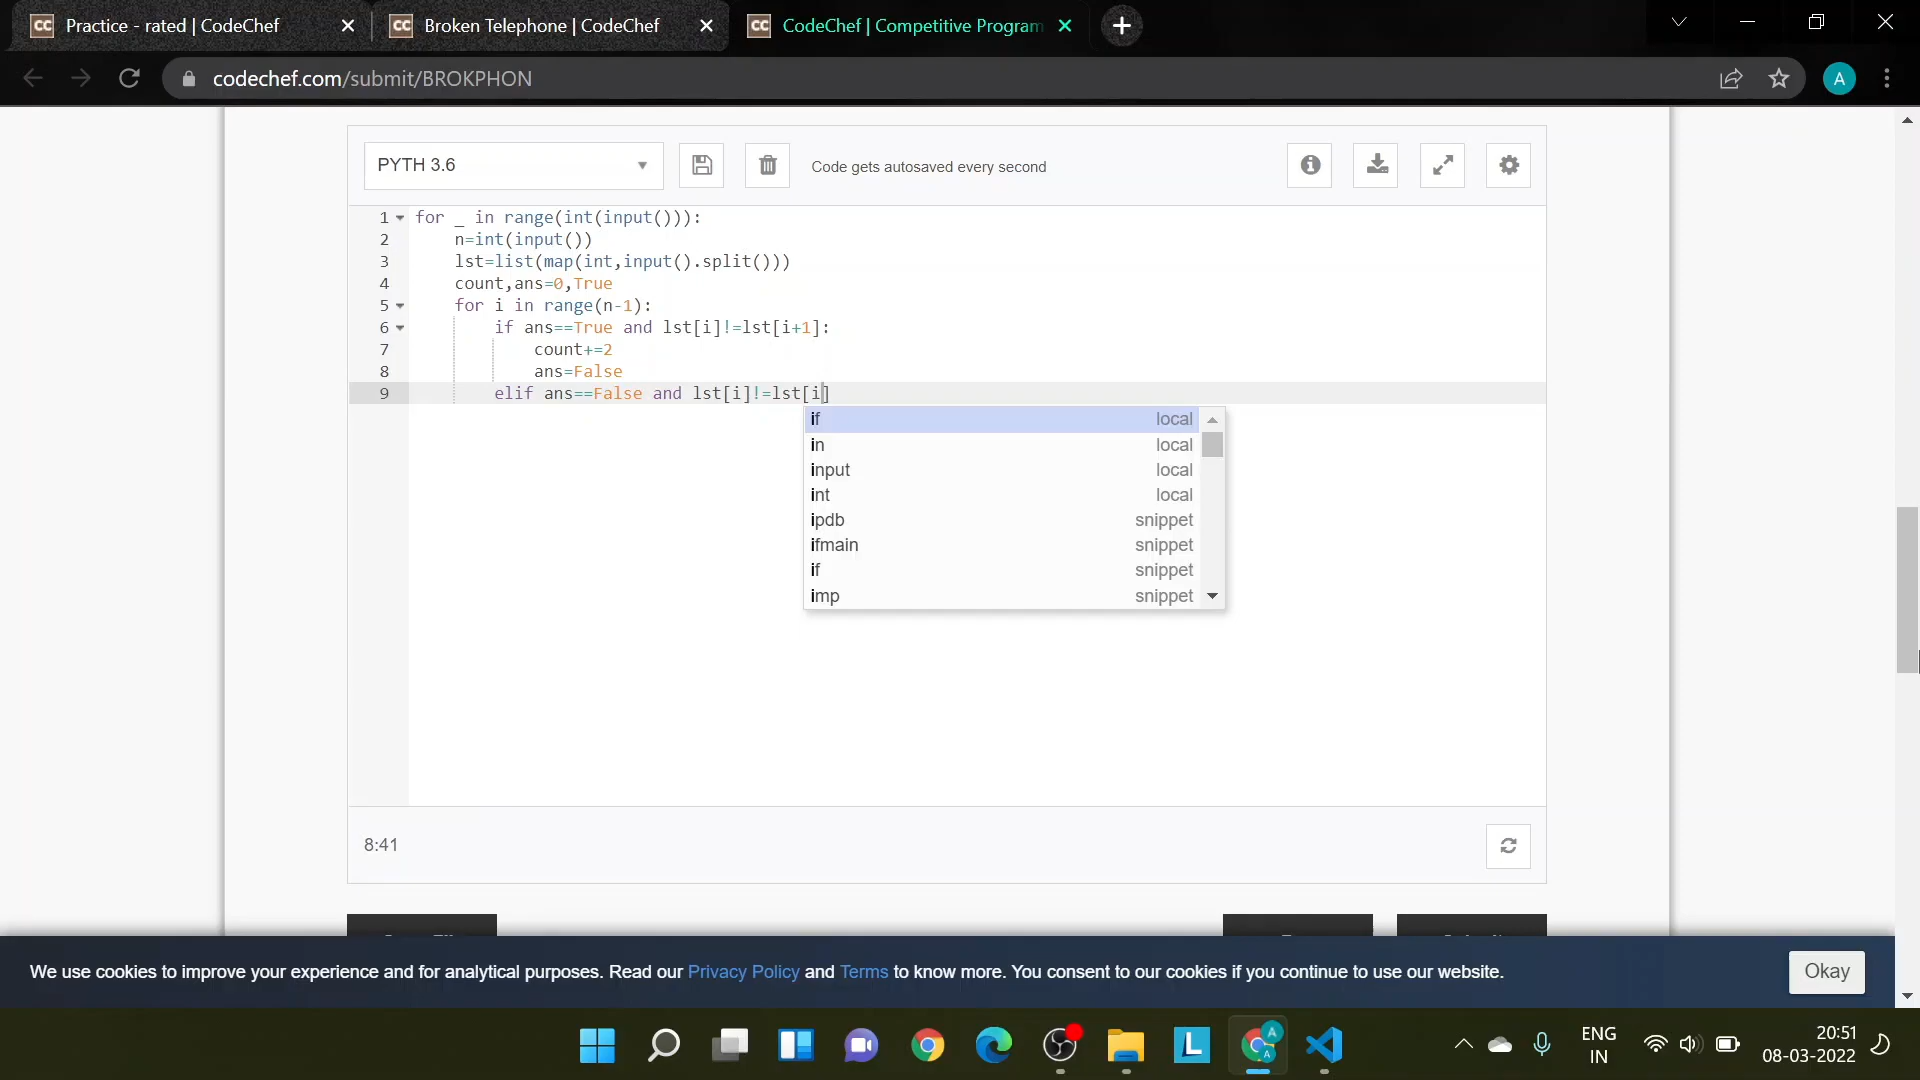 Practice - rated | CodeChef
Broken Telephone | CodeChef
CodeChef | Competitive Program
codechef.com/submit/BROKPHON
A
PYTH 3.6
Code gets autosaved every second
1 for _ in range(int(input())):
2 n=int(input())
3 lst=list(map(int,input().split()))
4 count,ans=0,True
5 for i in range(n-1):
6 if ans==True and lst[i]!=lst[i+1]:
7 count+=2
8 ans=False
9 elif ans==False and lst[i]!=lst[i]
if local
in local
input local
int local
ipdb snippet
ifmain snippet
if snippet
imp snippet
8:41
We use cookies to improve your experience and for analytical purposes. Read our Privacy Policy and Terms to know more. You consent to our cookies if you continue to use our website.
Okay
ENG
IN
20:51
08-03-2022